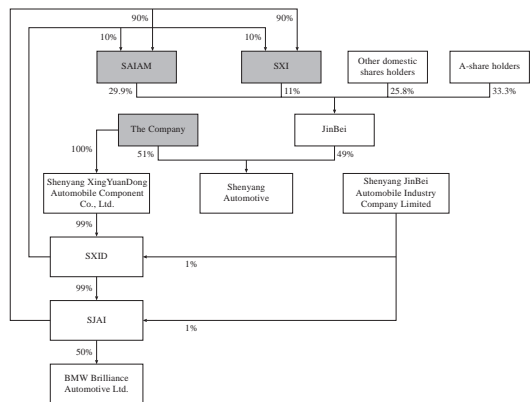 90%
90%
10%
10%
SAIAM
SXI
Other domestic
shares holders
A-share holders
29.9%
11%
25.8%
33.3%
The Company
JinBei
100%
51%
49%
Shenyang XingYuanDong
Automobile Component
Co., Ltd.
Shenyang
Automotive
Shenyang JinBei
Automobile Industry
Company Limited
99%
SXID
1%
99%
SJAI
1%
50%
BMW Brilliance
Automotive Ltd.